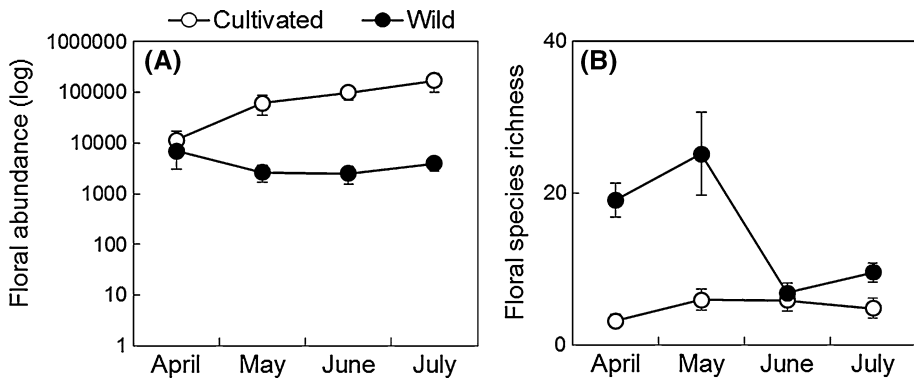 Cultivated Wild
(A)
Floral abundance (log)
1000000
100000
10000
1000
100
10
1
April May June July
(B)
Floral species richness
40
20
0
April May June July